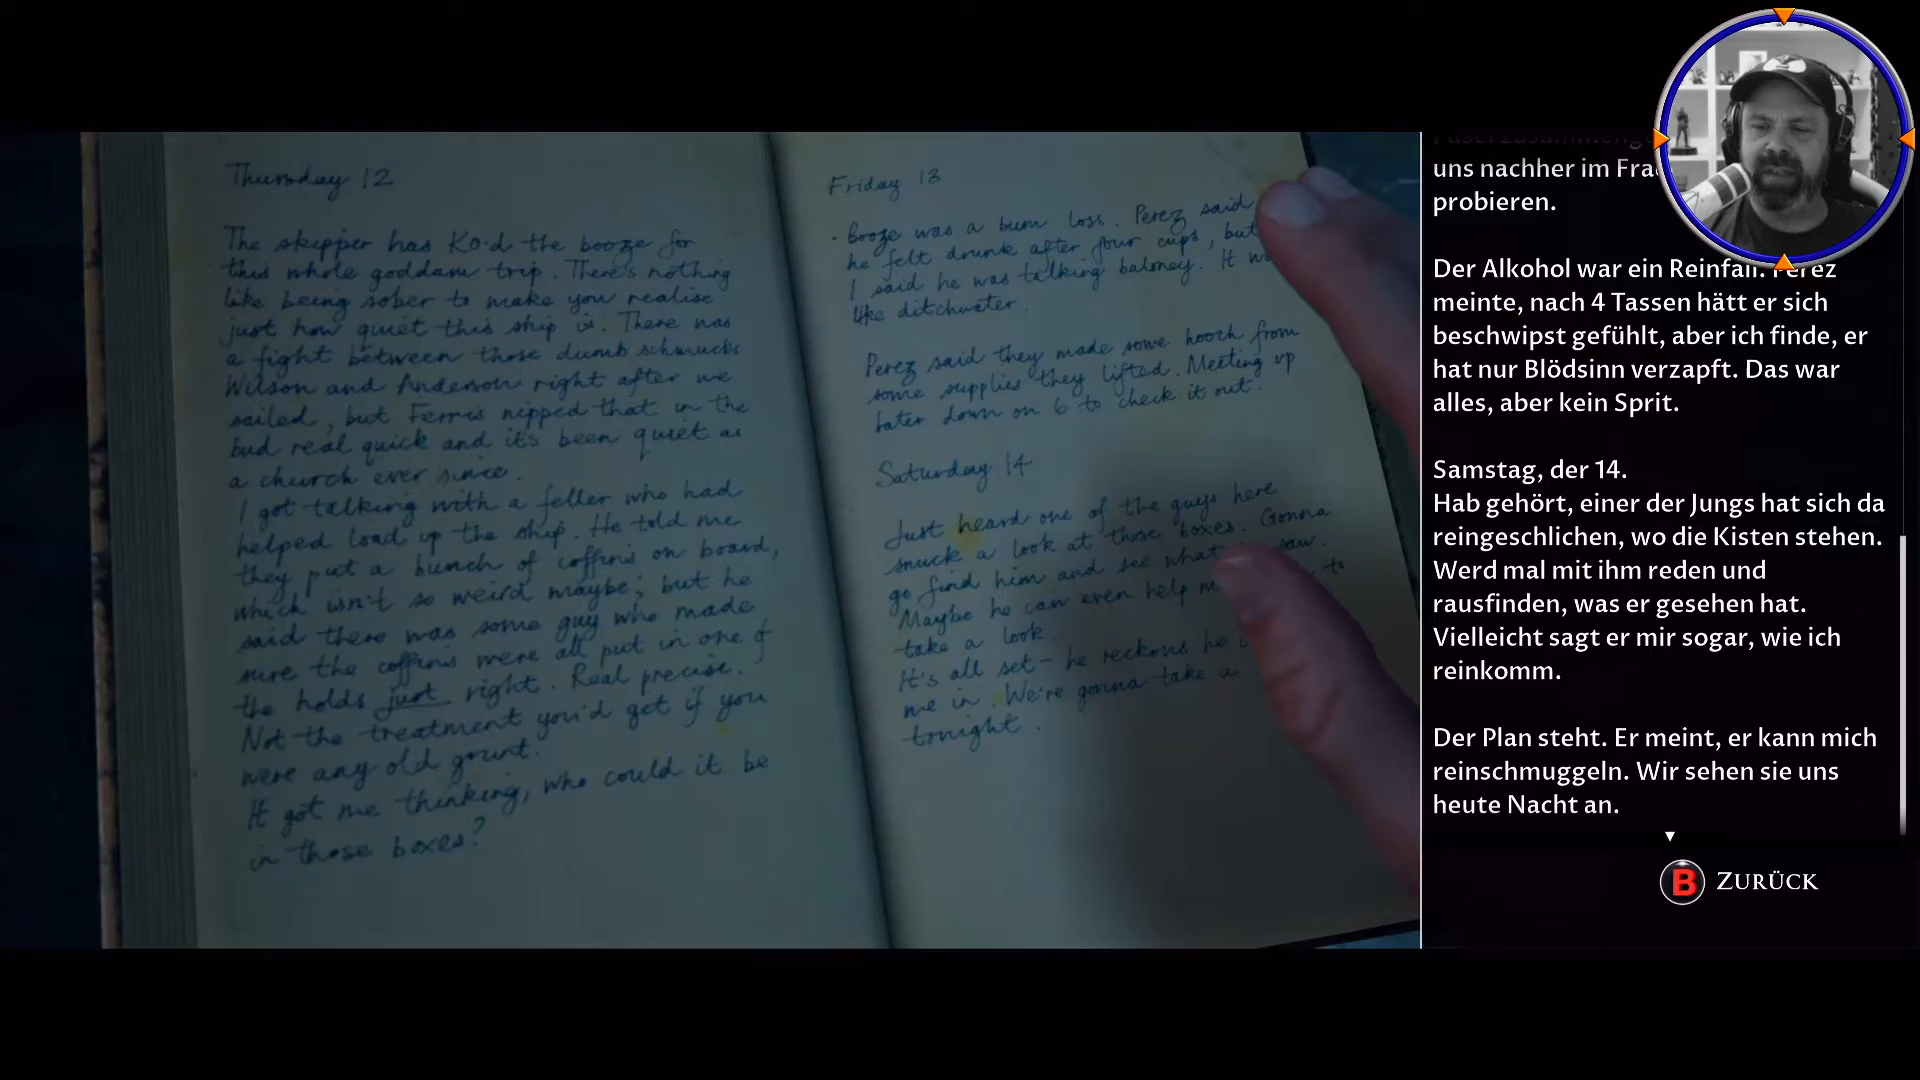 Thursday 12
The skipper has KO.d the booze for
this whole goddam trip. There's nothing
like being sober to make you realise
just how quiet this ship is. There was
a fight between those dumb schmucks
Wilson and Anderson right after we
sailed, but Ferris nipped that in the
bud real quick and it's been quiet as
a church ever since.
I got talking with a feller who had
helped load up the ship. He told me
they put a bunch of coffins on board,
which isn't so weird maybe; but he
said there was some guy who made
sure the coffins were all put in one of
the holds just right. Real precise.
Not the treatment you'd get if you
were any old grunt.
It got me thinking, who could it be
in those boxes?
Friday 13
Booze was a bum loss. Perez said
he felt drunk after four cups, but
I said he was talking baloney. It
like ditchwater.
Perez said they made some hooch from
some supplies they lifted. Meeting up
later down on 6 to check it out.
Saturday 14
Just heard one of the guys here
snuck a look at those boxes. Gonna
go find him and see what saw.
Maybe he can even help to
take a look.
It's all set - he reckons he
me in. We're gonna take a
tonight.
uns nachher im
probieren.
Der Alkohol war ein Reinfall. Perez
meinte, nach 4 Tassen hätt er sich
beschwipst gefühlt, aber ich finde, er
hat nur Blödsinn verzapft. Das war
alles, aber kein Sprit.
Samstag, der 14.
Hab gehört, einer der Jungs hat sich da
reingeschlichen, wo die Kisten stehen.
Werd mal mit ihm reden und
rausfinden, was er gesehen hat.
Vielleicht sagt er mir sogar, wie ich
reinkomm.
Der Plan steht. Er meint, er kann mich
reinschmuggeln. Wir sehen sie uns
heute Nacht an.
B ZURÜCK